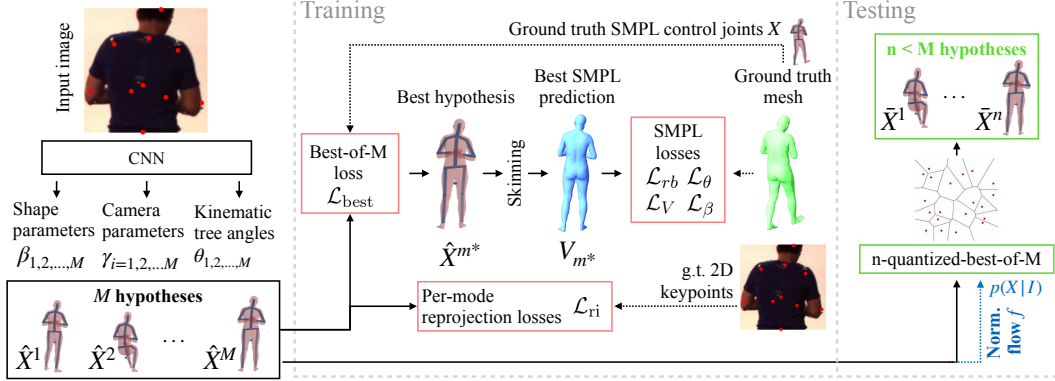 Training
Testing
Input image
CNN
Shape
parameters
β1,2,...,M
Camera
parameters
γi=1,2,...M
Kinematic
tree angles
θ1,2,...,M
M hypotheses
X̂¹
X̂²
...
X̂ᴹ
Ground truth SMPL control joints X
Best-of-M
loss
ℒbest
Best hypothesis
X̂ᵐ*
Skinning
Best SMPL
prediction
Vm*
SMPL
losses
ℒrb ℒθ
ℒV ℒβ
Ground truth
mesh
Per-mode
reprojection losses ℒri
g.t. 2D
keypoints
n < M hypotheses
X̄¹
...
X̄ⁿ
n-quantized-best-of-M
p(X|I)
Norm.
flow f